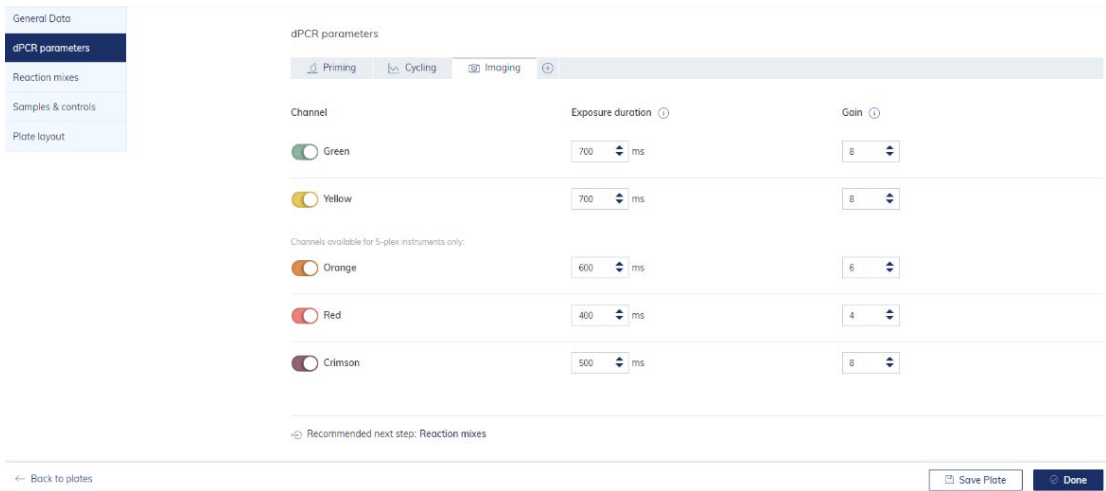 General Data
dPCR parameters
Reaction mixes
Samples & controls
Plate layout
dPCR parameters
Priming Cycling Imaging
Channel Exposure duration Gain
Green 700 ms 8
Yellow 700 ms 8
Channels available for 5-plex instruments only:
Orange 600 ms 6
Red 400 ms 4
Crimson 500 ms 8
Recommended next step: Reaction mixes
← Back to plates Save Plate Done